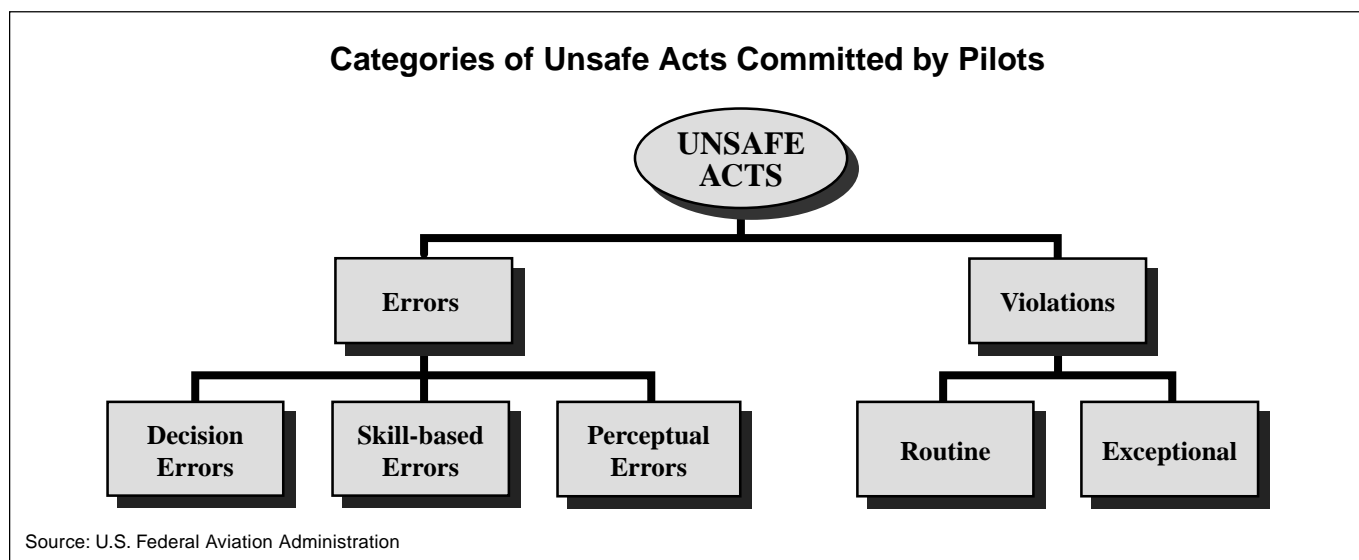 Categories of Unsafe Acts Committed by Pilots
UNSAFE
ACTS
Errors
Violations
Decision
Errors
Skill-based
Errors
Perceptual
Errors
Routine
Exceptional
Source: U.S. Federal Aviation Administration